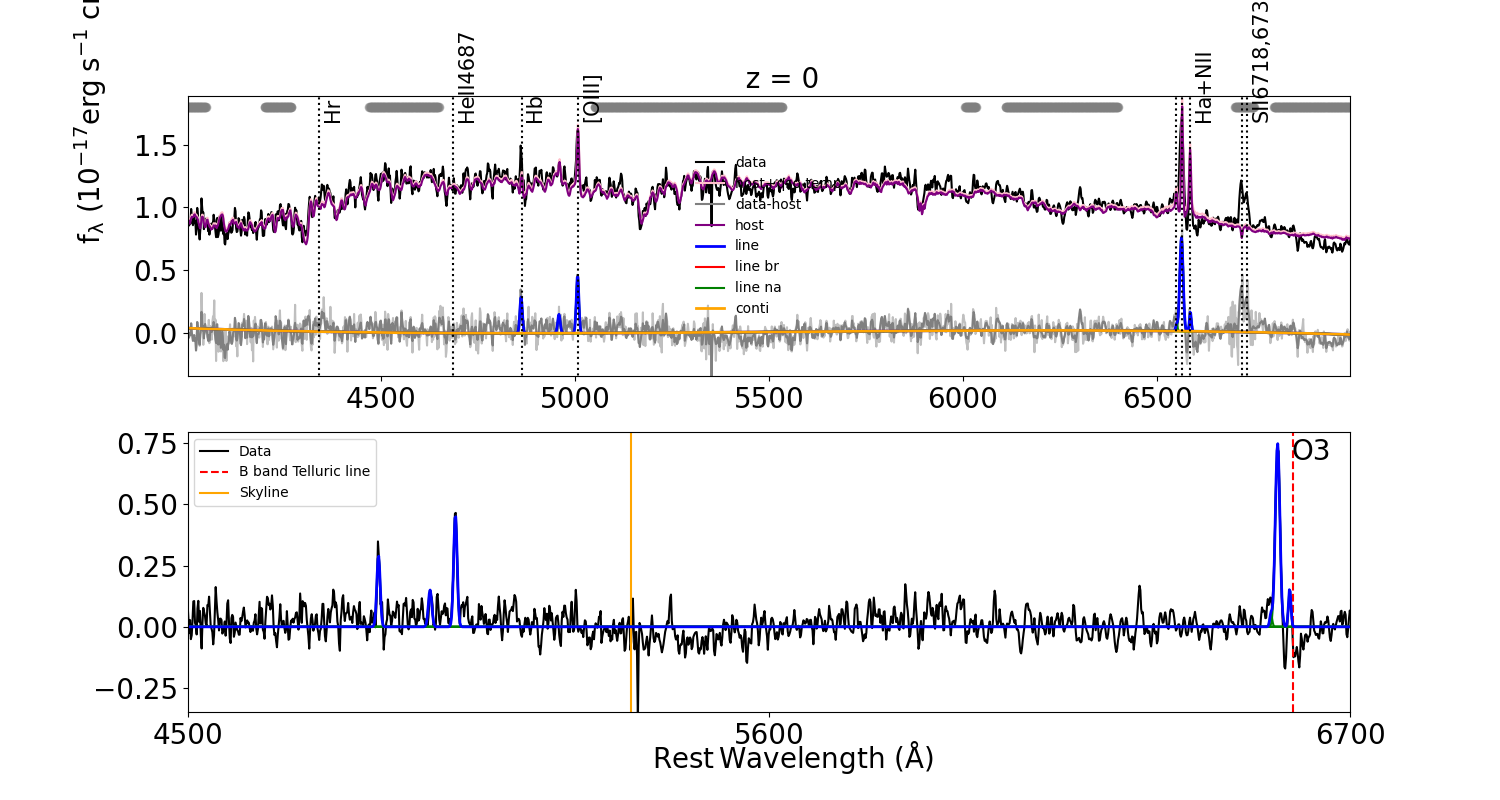 z = 0
f_λ (10⁻¹⁷erg s⁻¹
Hr
HeII4687
Hb
[OIII]
Ha+NII
SII6718,673
data
data-host
host
line
line br
line na
conti
1.5
1.0
0.5
0.0
4500
5000
5500
6000
6500
Data
B band Telluric line
Skyline
O3
0.75
0.50
0.25
0.00
−0.25
4500
5600
6700
Rest Wavelength (Å)